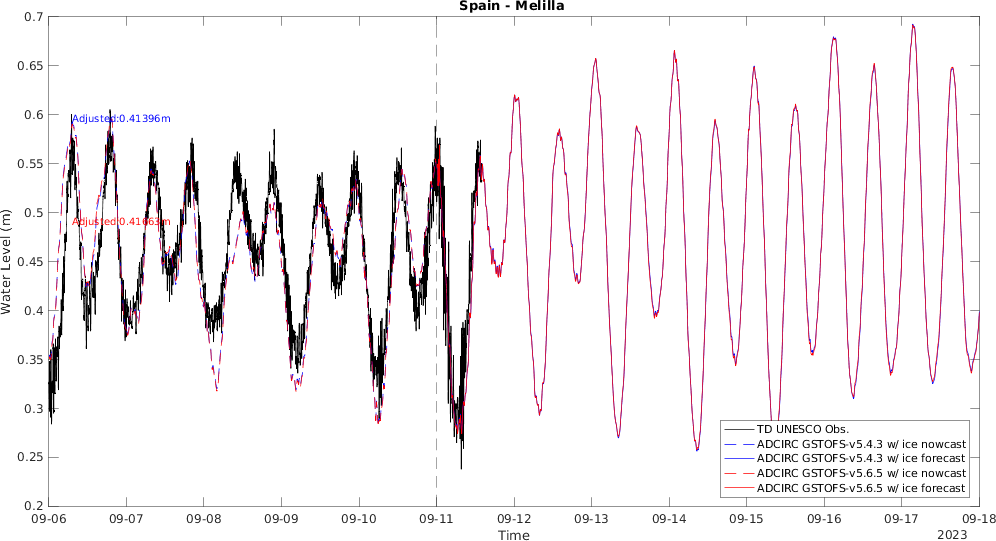 Spain - Melilla
0.7
0.65
0.6
0.55
0.5
0.45
0.4
0.35
0.3
0.25
0.2
Water Level (m)
Adjusted:0.41396m
Adjusted:0.41663m
TD UNESCO Obs.
ADCIRC GSTOFS-v5.4.3 w/ ice nowcast
ADCIRC GSTOFS-v5.4.3 w/ ice forecast
ADCIRC GSTOFS-v5.6.5 w/ ice nowcast
ADCIRC GSTOFS-v5.6.5 w/ ice forecast
09-06 09-07 09-08 09-09 09-10 09-11 09-12 09-13 09-14 09-15 09-16 09-17 09-18
Time
2023